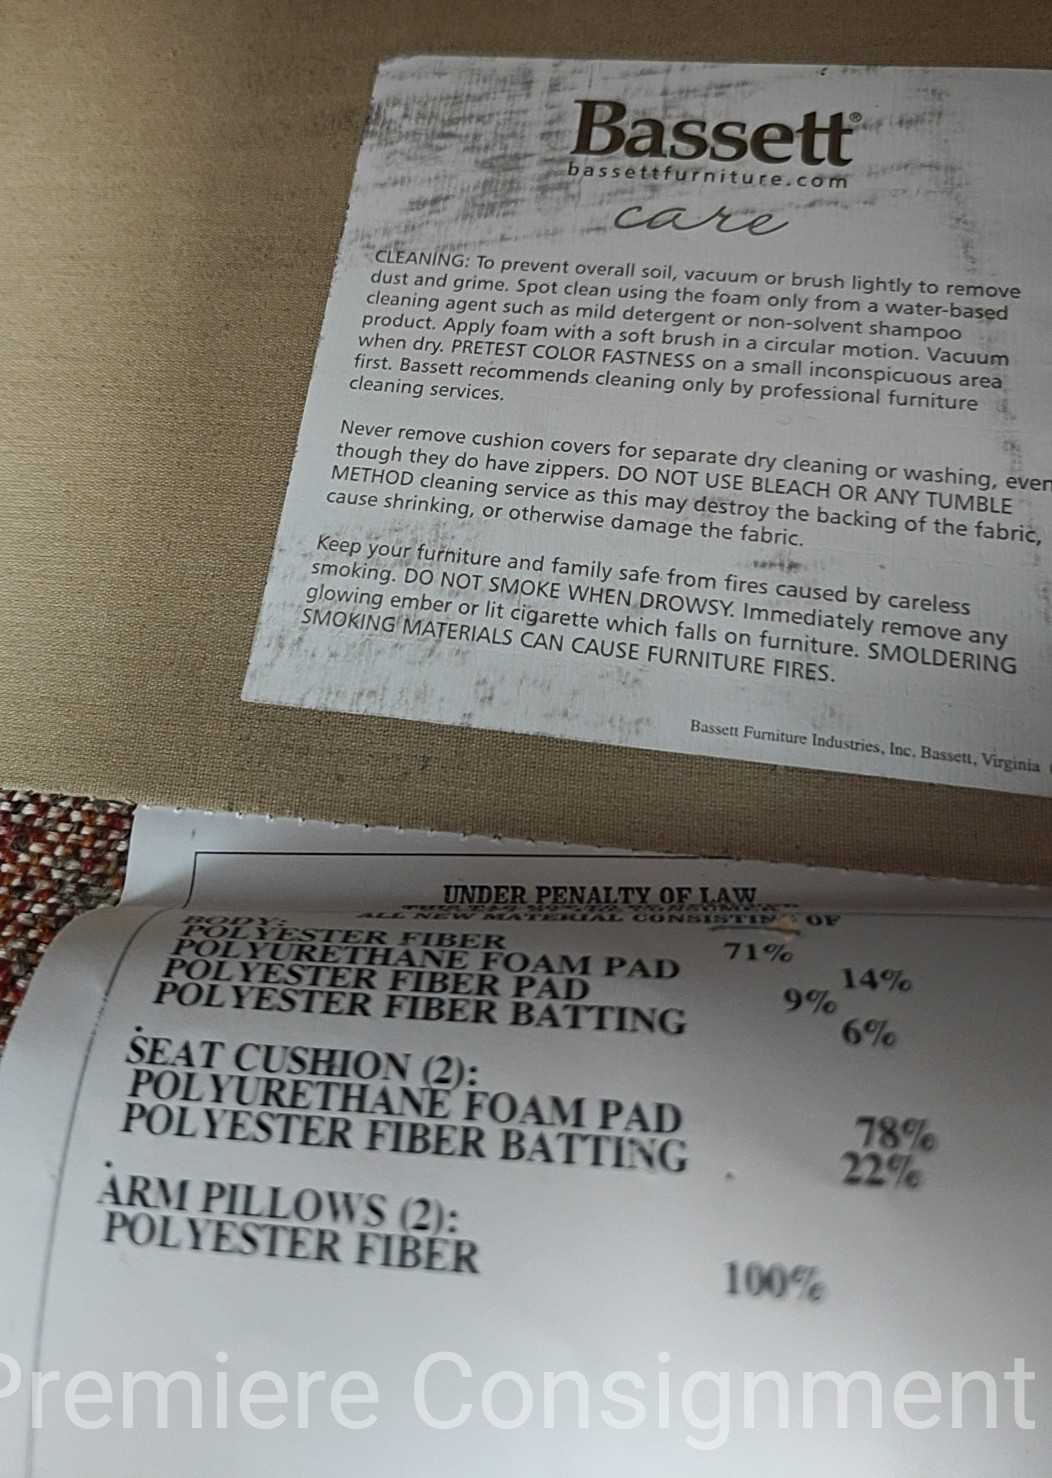 Bassett®
bassettfurniture.com
care
CLEANING: To prevent overall soil, vacuum or brush lightly to remove
dust and grime. Spot clean using the foam only from a water-based
cleaning agent such as mild detergent or non-solvent shampoo
product. Apply foam with a soft brush in a circular motion. Vacuum
when dry. PRETEST COLOR FASTNESS on a small inconspicuous area
first. Bassett recommends cleaning only by professional furniture
cleaning services.
Never remove cushion covers for separate dry cleaning or washing, even
though they do have zippers. DO NOT USE BLEACH OR ANY TUMBLE
METHOD cleaning service as this may destroy the backing of the fabric,
cause shrinking, or otherwise damage the fabric.
Keep your furniture and family safe from fires caused by careless
smoking. DO NOT SMOKE WHEN DROWSY. Immediately remove any
glowing ember or lit cigarette which falls on furniture. SMOLDERING
SMOKING MATERIALS CAN CAUSE FURNITURE FIRES.
Bassett Furniture Industries, Inc. Bassett, Virginia
UNDER PENALTY OF LAW
ALL NEW MATERIAL CONSISTING OF
BODY:
POLYESTER FIBER 71%
POLYURETHANE FOAM PAD 14%
POLYESTER FIBER PAD 9%
POLYESTER FIBER BATTING 6%
SEAT CUSHION (2):
POLYURETHANE FOAM PAD 78%
POLYESTER FIBER BATTING 22%
ARM PILLOWS (2):
POLYESTER FIBER 100%
Premiere Consignment